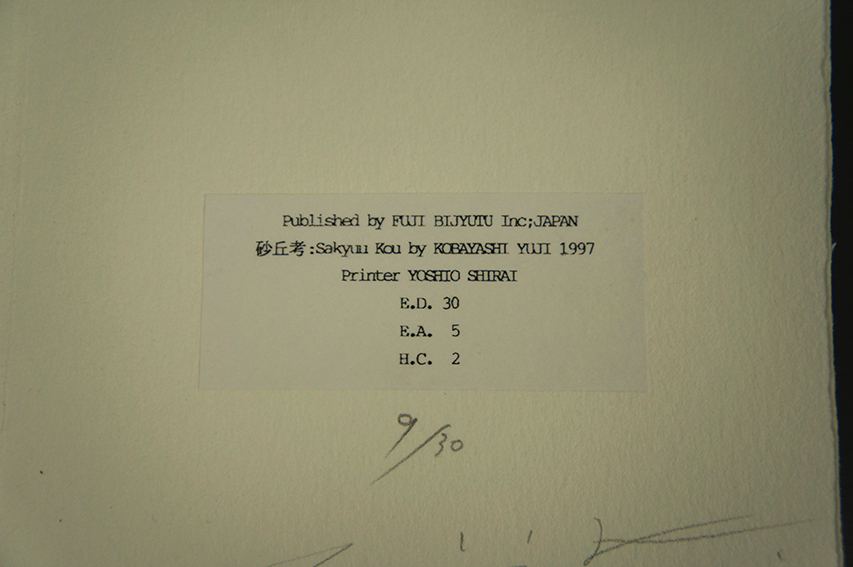 Published by FUJI BIJYUTU Inc;JAPAN
砂丘考:Sakyuu Kou by KOBAYASHI YUJI 1997
Printer YOSHIO SHIRAI
E.D. 30
E.A. 5
H.C. 2
9/30